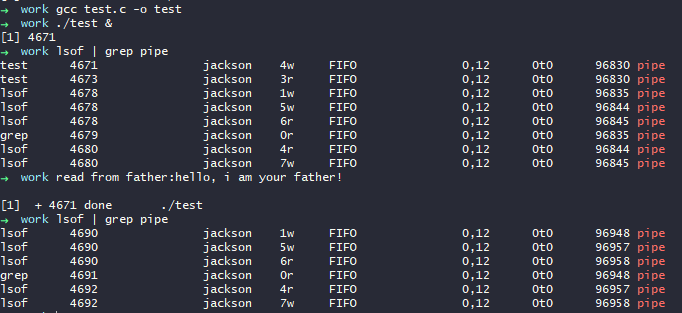 → work gcc test.c -o test
→ work ./test &
[1] 4671
→ work lsof | grep pipe
test 4671 jackson 4w FIFO 0,12 0t0 96830 pipe
test 4673 jackson 3r FIFO 0,12 0t0 96830 pipe
lsof 4678 jackson 1w FIFO 0,12 0t0 96835 pipe
lsof 4678 jackson 5w FIFO 0,12 0t0 96844 pipe
lsof 4678 jackson 6r FIFO 0,12 0t0 96845 pipe
grep 4679 jackson 0r FIFO 0,12 0t0 96835 pipe
lsof 4680 jackson 4r FIFO 0,12 0t0 96844 pipe
lsof 4680 jackson 7w FIFO 0,12 0t0 96845 pipe
→ work read from father:hello, i am your father!
[1] + 4671 done ./test
→ work lsof | grep pipe
lsof 4690 jackson 1w FIFO 0,12 0t0 96948 pipe
lsof 4690 jackson 5w FIFO 0,12 0t0 96957 pipe
lsof 4690 jackson 6r FIFO 0,12 0t0 96958 pipe
grep 4691 jackson 0r FIFO 0,12 0t0 96948 pipe
lsof 4692 jackson 4r FIFO 0,12 0t0 96957 pipe
lsof 4692 jackson 7w FIFO 0,12 0t0 96958 pipe